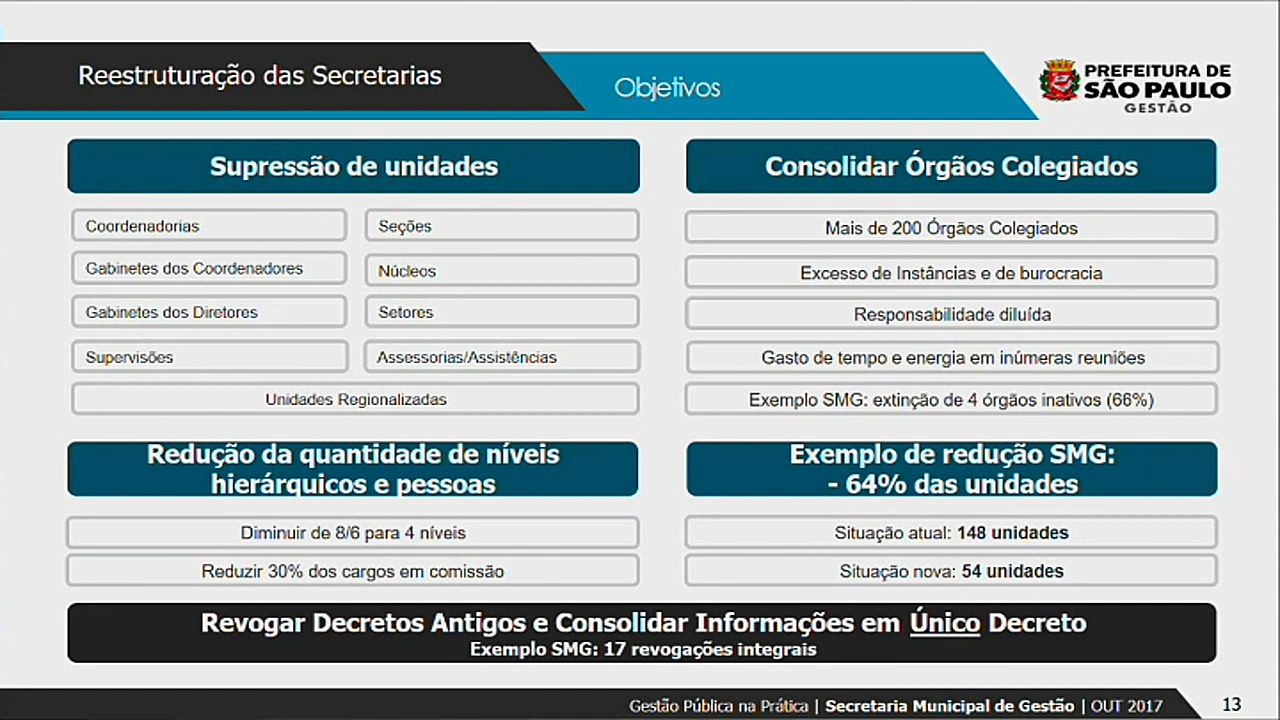 Reestruturação das Secretarias
Objetivos
PREFEITURA DE
SÃO PAULO
GESTÃO
Supressão de unidades
Coordenadorias
Seções
Gabinetes dos Coordenadores
Núcleos
Gabinetes dos Diretores
Setores
Supervisões
Assessorias/Assistências
Unidades Regionalizadas
Consolidar Órgãos Colegiados
Mais de 200 Órgãos Colegiados
Excesso de Instâncias e de burocracia
Responsabilidade diluída
Gasto de tempo e energia em inúmeras reuniões
Exemplo SMG: extinção de 4 órgãos inativos (66%)
Redução da quantidade de níveis
hierárquicos e pessoas
Diminuir de 8/6 para 4 níveis
Reduzir 30% dos cargos em comissão
Exemplo de redução SMG:
- 64% das unidades
Situação atual: 148 unidades
Situação nova: 54 unidades
Revogar Decretos Antigos e Consolidar Informações em Único Decreto
Exemplo SMG: 17 revogações integrais
Gestão Pública na Prática | Secretaria Municipal de Gestão | OUT 2017
13